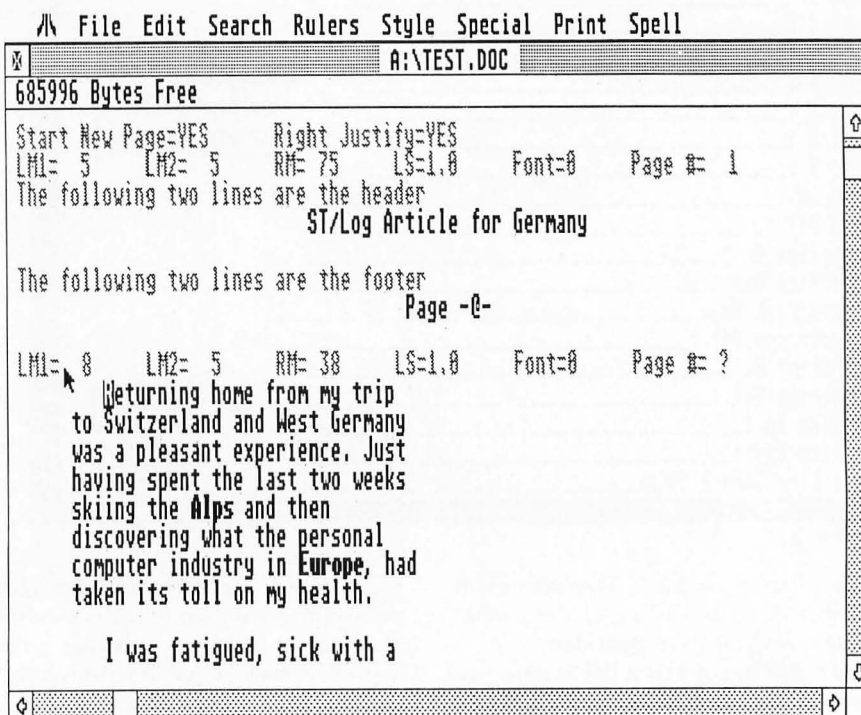 File Edit Search Rulers Style Special Print Spell
A:\TEST.DOC
685996 Bytes Free
Start New Page=YES Right Justify=YES
LM1= 5 LM2= 5 RM= 75 LS=1.0 Font=0 Page #= 1
The following two lines are the header
ST/Log Article for Germany
The following two lines are the footer
Page -@-
LM1= 8 LM2= 5 RM= 38 LS=1.0 Font=0 Page #= ?
Returning home from my trip
to Switzerland and West Germany
was a pleasant experience. Just
having spent the last two weeks
skiing the Alps and then
discovering what the personal
computer industry in Europe, had
taken its toll on my health.
I was fatigued, sick with a